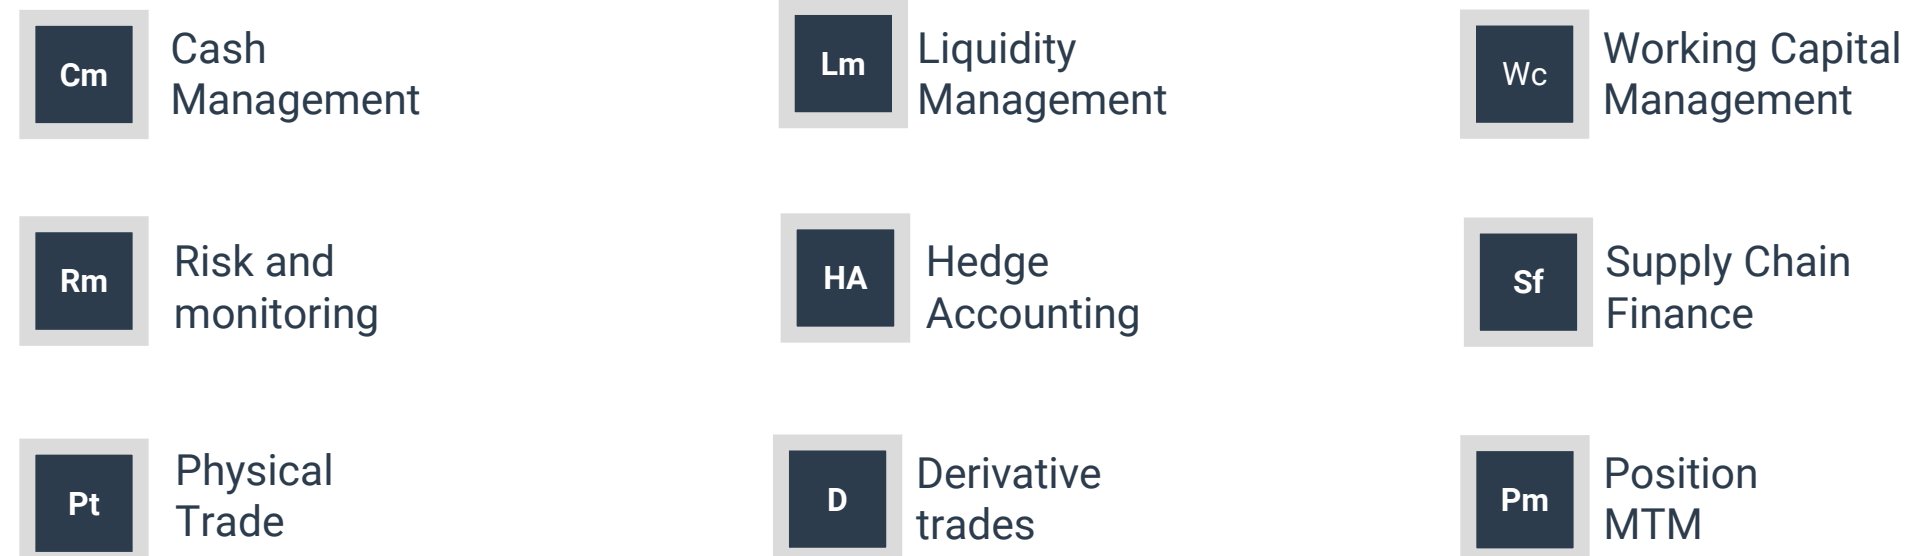 Cm
Cash
Management
Lm
Liquidity
Management
Wc
Working Capital
Management
Rm
Risk and
monitoring
HA
Hedge
Accounting
Sf
Supply Chain
Finance
Pt
Physical
Trade
D
Derivative
trades
Pm
Position
MTM